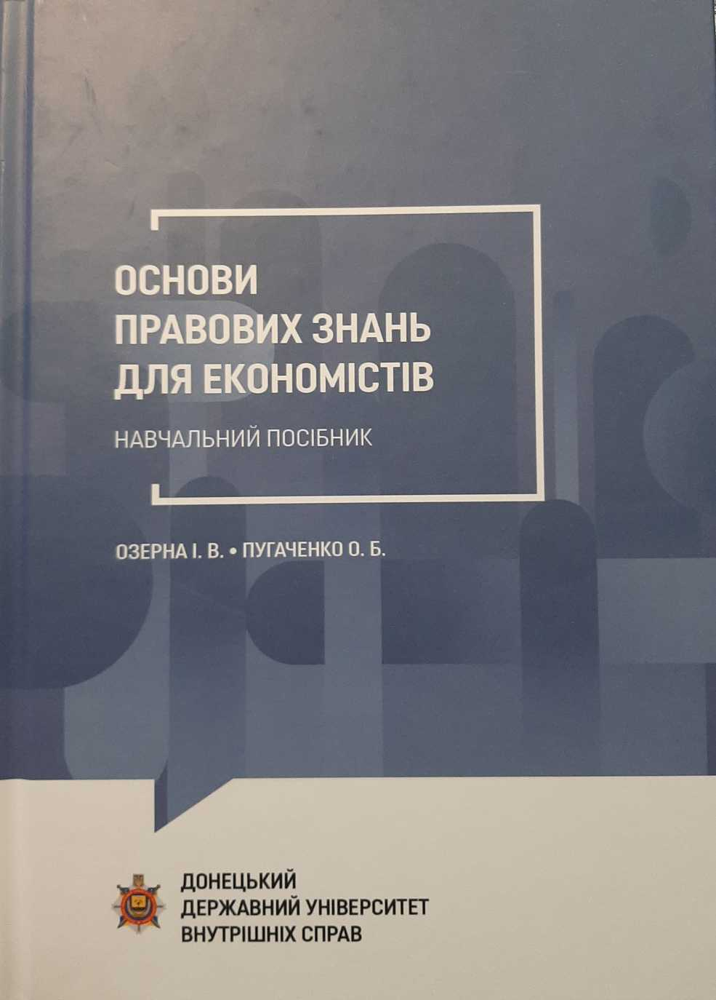 ОСНОВИ
ПРАВОВИХ ЗНАНЬ
ДЛЯ ЕКОНОМІСТІВ
НАВЧАЛЬНИЙ ПОСІБНИК
ОЗЕРНА І. В. • ПУГАЧЕНКО О. Б.
ДОНЕЦЬКИЙ
ДЕРЖАВНИЙ УНІВЕРСИТЕТ
ВНУТРІШНІХ СПРАВ